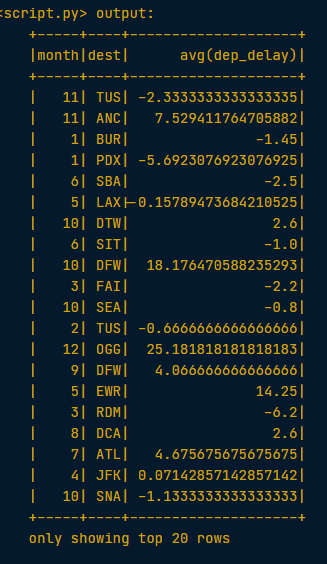 <script.py> output:
+-----+----+--------------------+
|month|dest|      avg(dep_delay)|
+-----+----+--------------------+
|   11| TUS| -2.3333333333333335|
|   11| ANC|   7.529411764705882|
|    1| BUR|               -1.45|
|    1| PDX| -5.6923076923076925|
|    6| SBA|                -2.5|
|    5| LAX|-0.15789473684210525|
|   10| DTW|                 2.6|
|    6| SIT|                -1.0|
|   10| DFW|  18.176470588235293|
|    3| FAI|                -2.2|
|   10| SEA|                -0.8|
|    2| TUS| -0.6666666666666666|
|   12| OGG|  25.181818181818183|
|    9| DFW|   4.066666666666666|
|    5| EWR|               14.25|
|    3| RDM|                -6.2|
|    8| DCA|                 2.6|
|    7| ATL|   4.675675675675675|
|    4| JFK| 0.07142857142857142|
|   10| SNA| -1.1333333333333333|
+-----+----+--------------------+
only showing top 20 rows